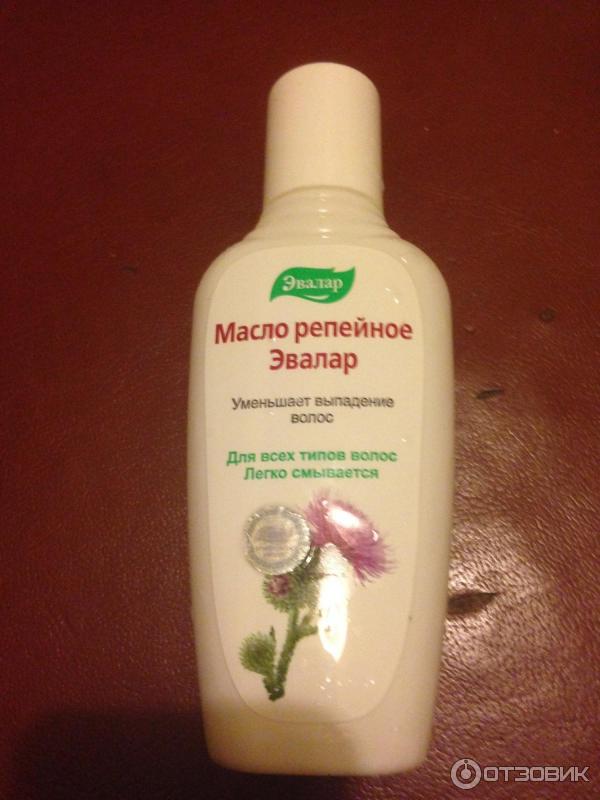 Эвалар
Масло репейное
Эвалар
Уменьшает выпадение
волос
Для всех типов волос
Легко смывается
ОТЗОВИК